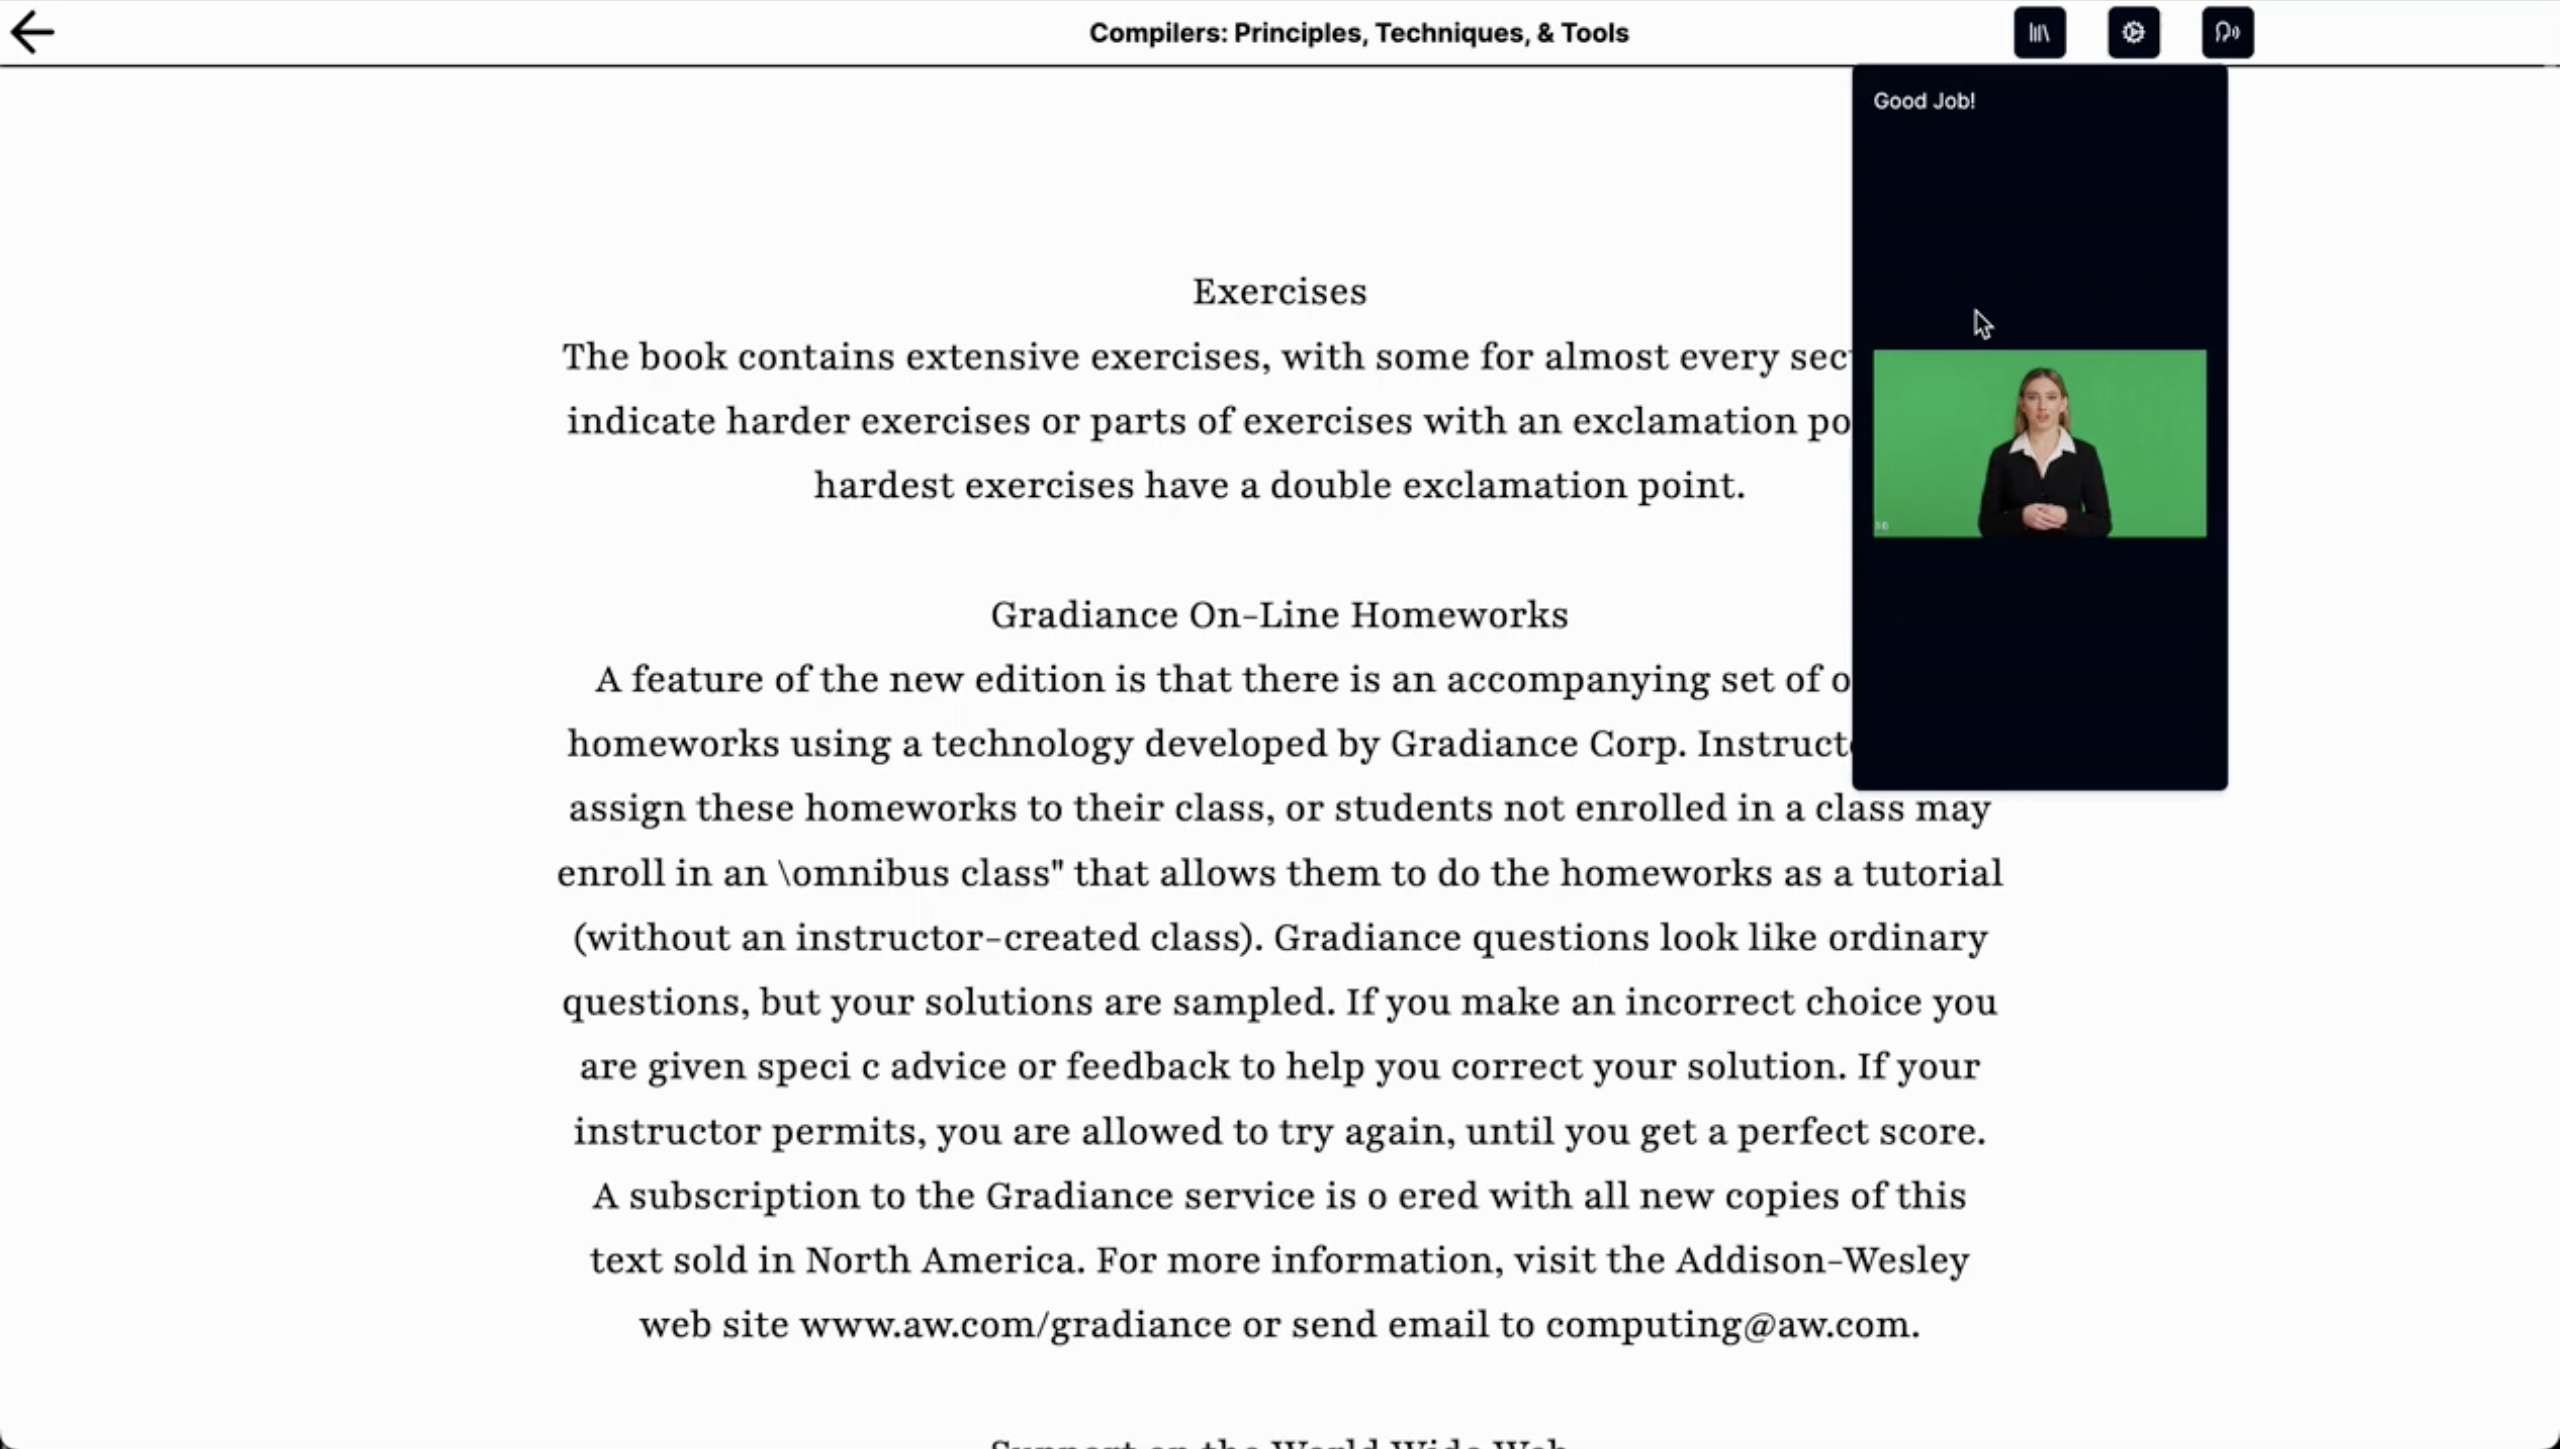 Compilers: Principles, Techniques, & Tools
Good Job!
Exercises
The book contains extensive exercises, with some for almost every
indicate harder exercises or parts of exercises with an exclamation
hardest exercises have a double exclamation point.
Gradiance On-Line Homeworks
A feature of the new edition is that there is an accompanying set of
homeworks using a technology developed by Gradiance Corp.
assign these homeworks to their class, or students not enrolled in a class may
enroll in an \omnibus class" that allows them to do the homeworks as a tutorial
(without an instructor-created class). Gradiance questions look like ordinary
questions, but your solutions are sampled. If you make an incorrect choice you
are given speci c advice or feedback to help you correct your solution. If your
instructor permits, you are allowed to try again, until you get a perfect score.
A subscription to the Gradiance service is o ered with all new copies of this
text sold in North America. For more information, visit the Addison-Wesley
web site www.aw.com/gradiance or send email to computing@aw.com.
Support on the World Wide Web